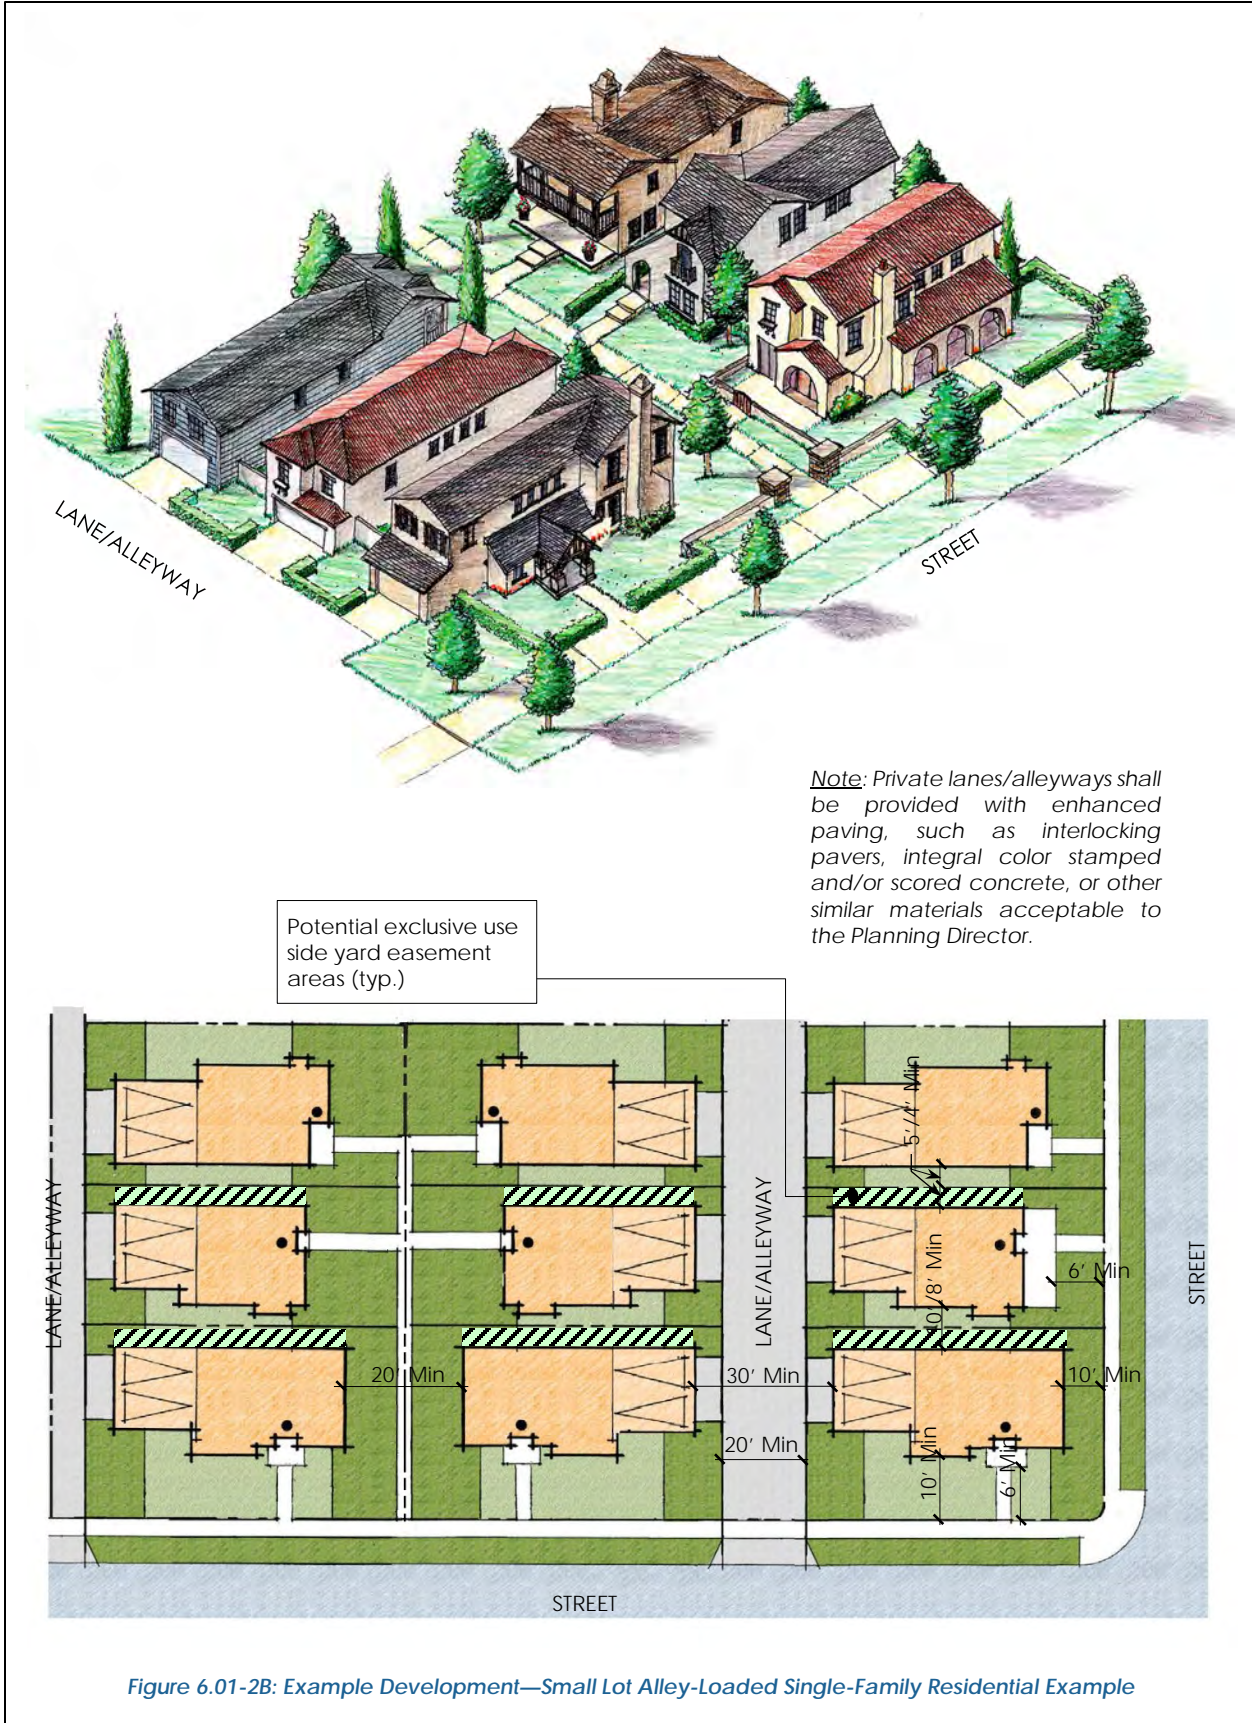 LANE/ALLEYWAY
STREET
Note: Private lanes/alleyways shall
be provided with enhanced
paving, such as interlocking
pavers, integral color stamped
and/or scored concrete, or other
similar materials acceptable to
the Planning Director.
Potential exclusive use
side yard easement
areas (typ.)
5'/4' Min
LANE/ALLEYWAY
LANE/ALLEYWAY
10'/8' Min
6' Min
STREET
20' Min
30' Min
10' Min
20' Min
10' Min
6' Min
STREET
Figure 6.01-2B: Example Development—Small Lot Alley-Loaded Single-Family Residential Example